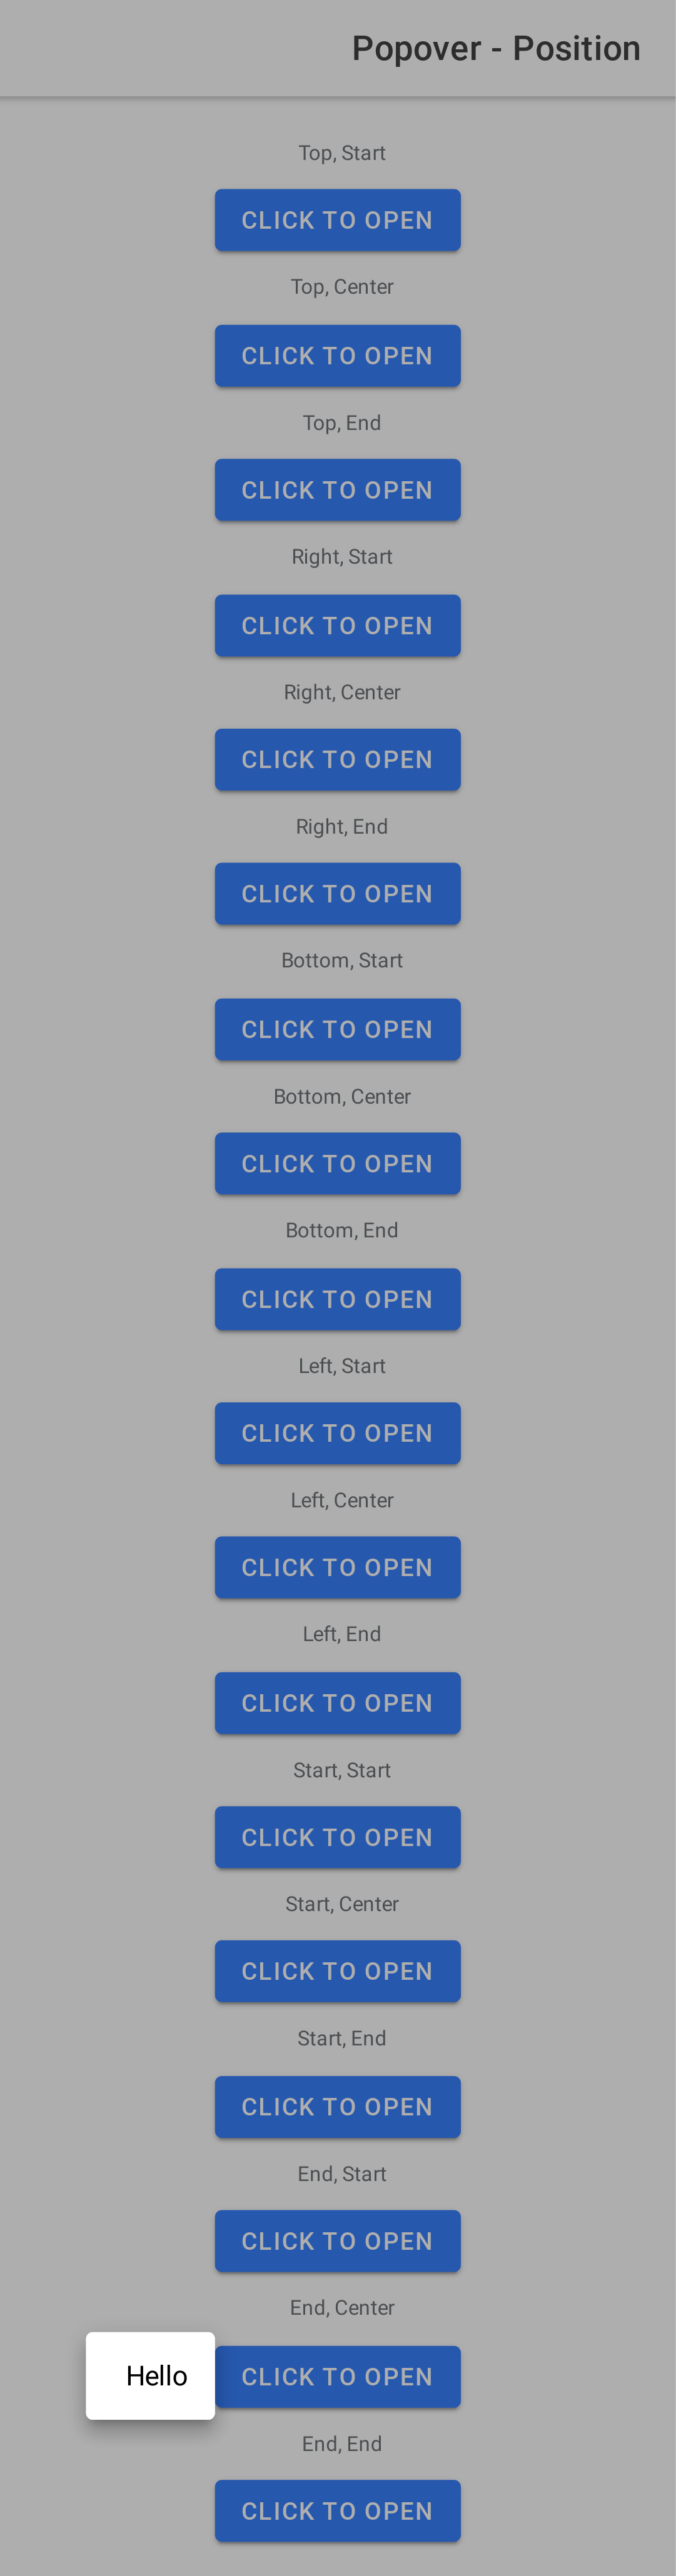 Popover - Position
Top, Start
CLICK TO OPEN
Top, Center
CLICK TO OPEN
Top, End
CLICK TO OPEN
Right, Start
CLICK TO OPEN
Right, Center
CLICK TO OPEN
Right, End
CLICK TO OPEN
Bottom, Start
CLICK TO OPEN
Bottom, Center
CLICK TO OPEN
Bottom, End
CLICK TO OPEN
Left, Start
CLICK TO OPEN
Left, Center
CLICK TO OPEN
Left, End
CLICK TO OPEN
Start, Start
CLICK TO OPEN
Start, Center
CLICK TO OPEN
Start, End
CLICK TO OPEN
End, Start
CLICK TO OPEN
End, Center
Hello
CLICK TO OPEN
End, End
CLICK TO OPEN